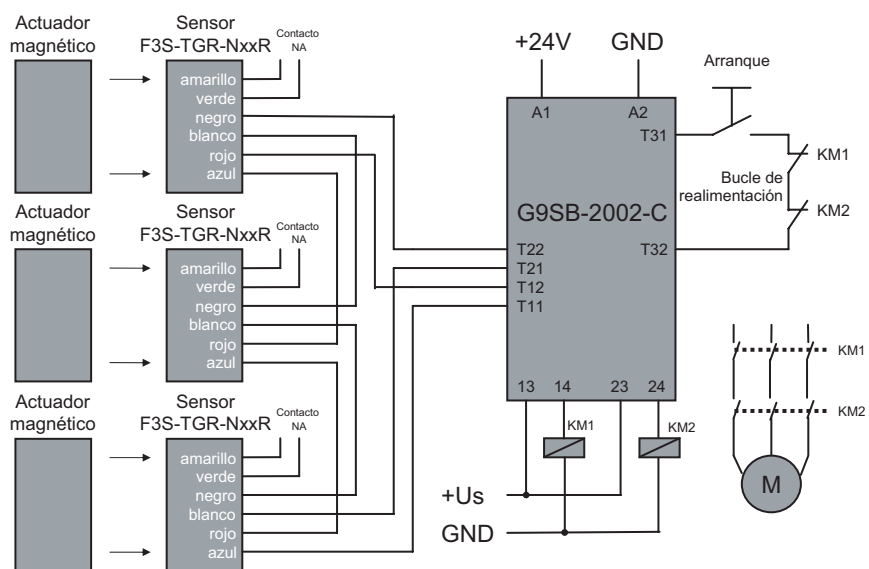 Actuador
magnético
Sensor
F3S-TGR-NxxR
Contacto
NA
amarillo
verde
negro
blanco
rojo
azul
Actuador
magnético
Sensor
F3S-TGR-NxxR
Contacto
NA
amarillo
verde
negro
blanco
rojo
azul
Actuador
magnético
Sensor
F3S-TGR-NxxR
Contacto
NA
amarillo
verde
negro
blanco
rojo
azul
+24V
GND
A1
A2
T31
G9SB-2002-C
T22
T21
T12
T11
T32
13
14
23
24
Arranque
KM1
Bucle de
realimentación
KM2
KM1
KM2
+Us
GND
KM1
KM2
M